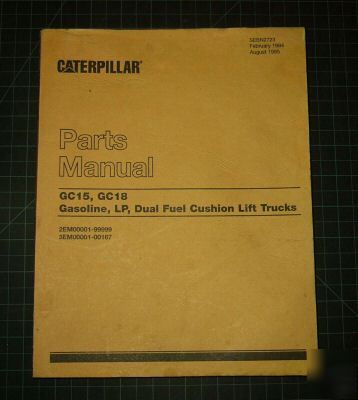 SEBN2723
February 1994
August 1995
CATERPILLAR
Parts
Manual
GC15, GC18
Gasoline, LP, Dual Fuel Cushion Lift Trucks
2EM00001-99999
3EM00001-00167